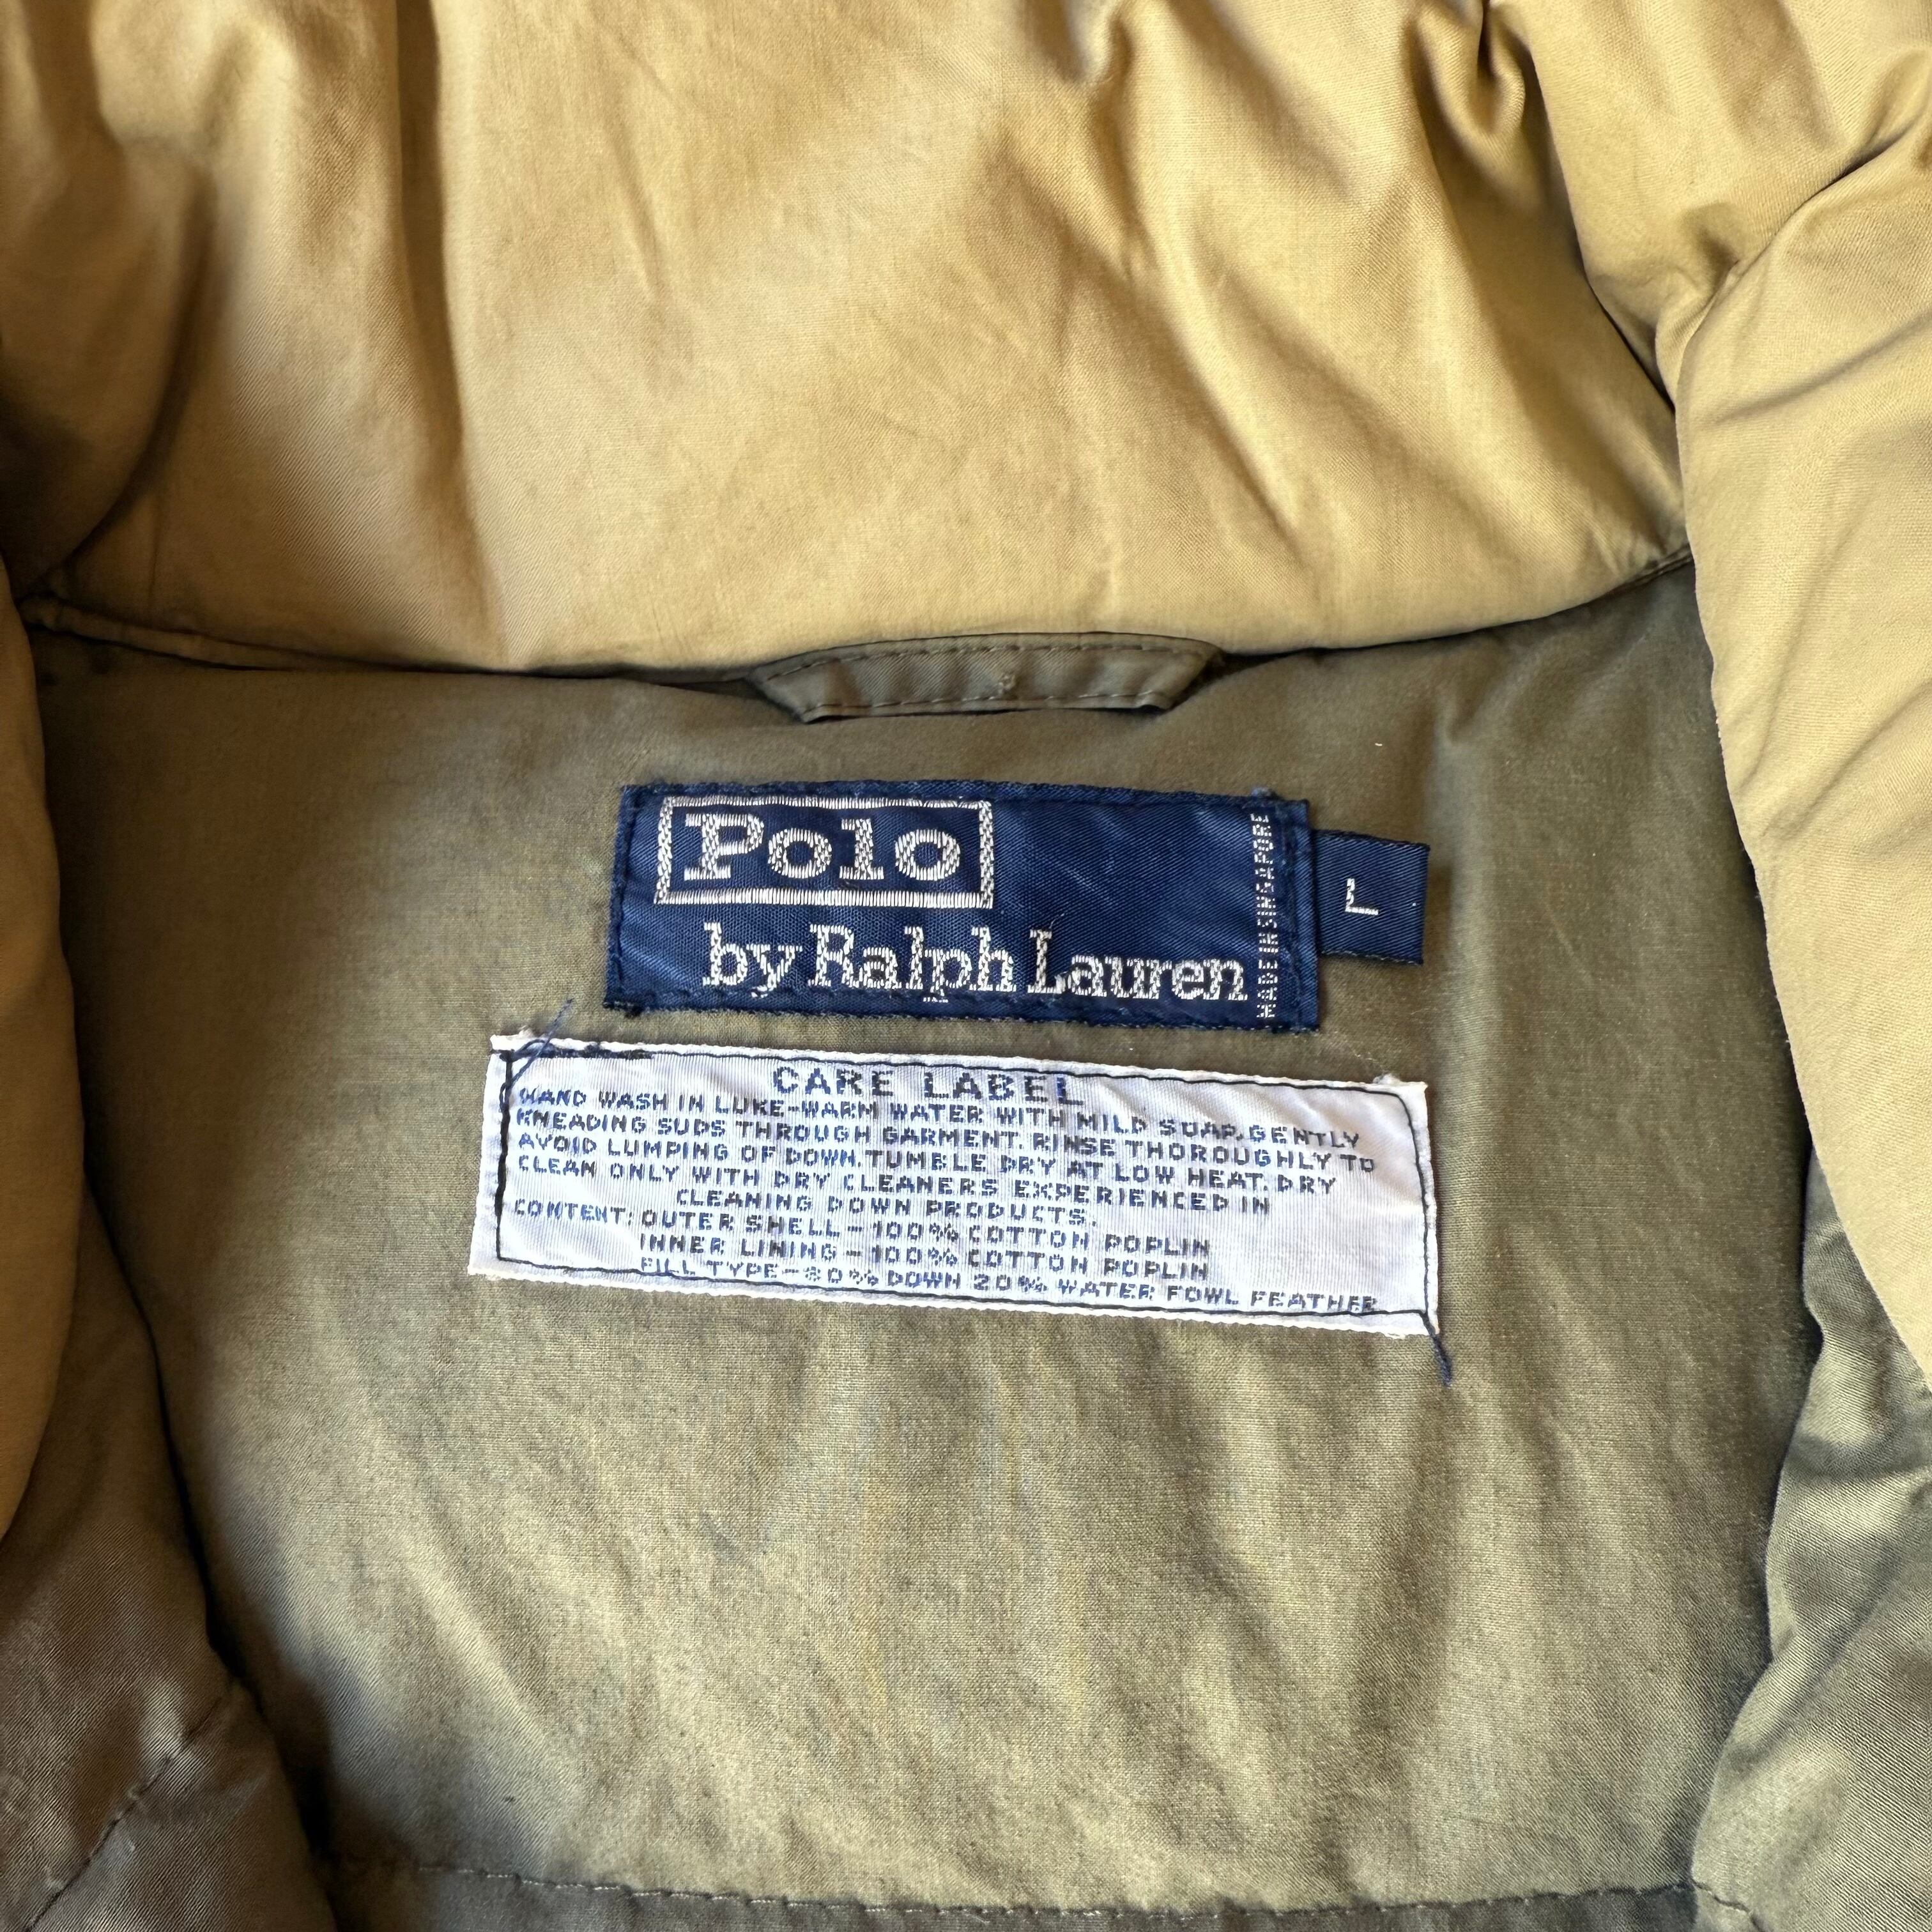 Polo
by Ralph Lauren
MADE IN SINGAPORE
L
CARE LABEL
HAND WASH IN LUKE-WARM WATER WITH MILD SOAP. GENTLY
KNEADING SUDS THROUGH GARMENT. RINSE THOROUGHLY TO
AVOID LUMPING OF DOWN. TUMBLE DRY AT LOW HEAT. DRY
CLEAN ONLY WITH DRY CLEANERS EXPERIENCED IN
CLEANING DOWN PRODUCTS.
CONTENT: OUTER SHELL - 100% COTTON POPLIN
INNER LINING - 100% COTTON POPLIN
FILL TYPE - 80% DOWN 20% WATER FOWL FEATHER